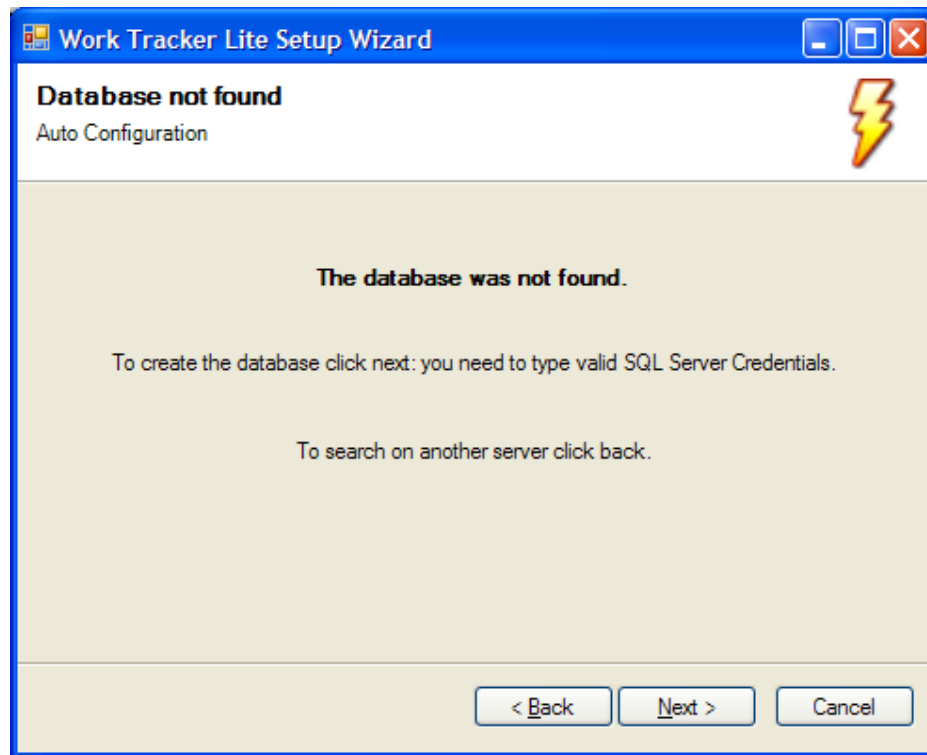 Work Tracker Lite Setup Wizard
Database not found
Auto Configuration
The database was not found.
To create the database click next: you need to type valid SQL Server Credentials.
To search on another server click back.
< Back Next > Cancel